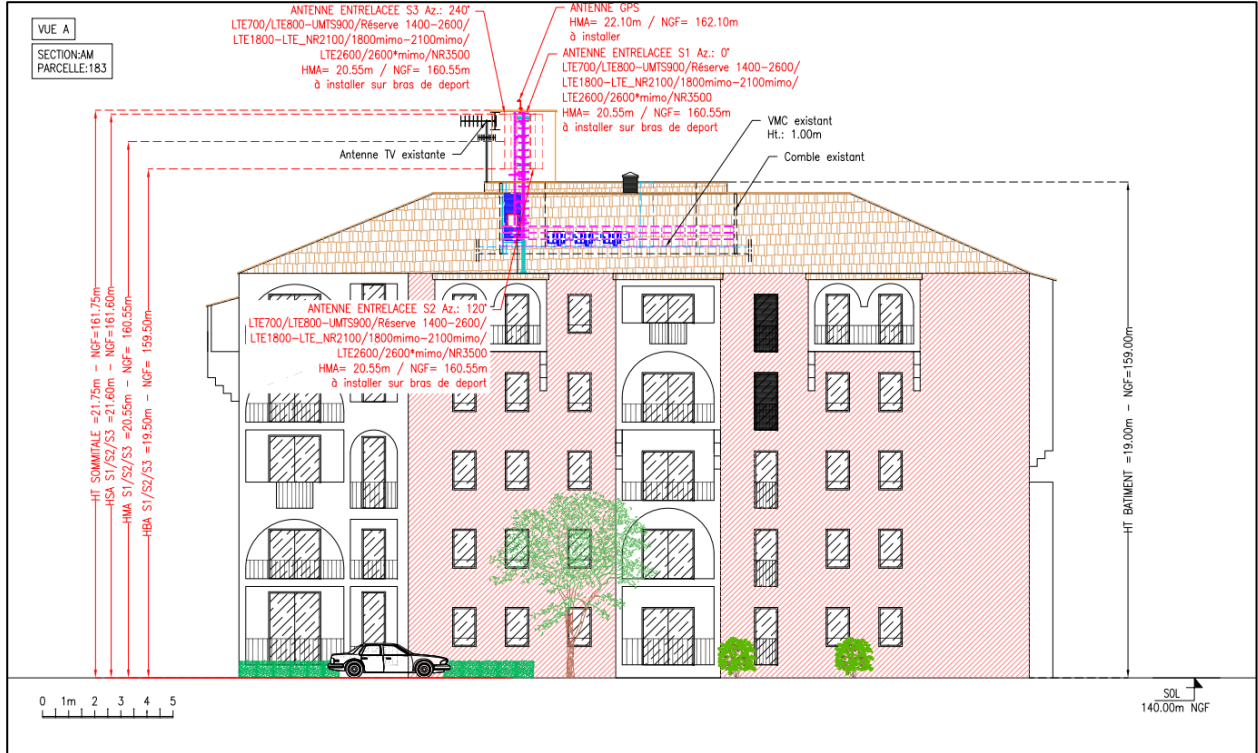 VUE A
SECTION:AM
PARCELLE:183
ANTENNE ENTRELACEE S3 Az.: 240°
LTE700/LTE800-UMTS900/Réserve 1400-2600/
LTE1800-LTE_NR2100/1800mimo-2100mimo/
LTE2600/2600*mimo/NR3500
HMA= 20.55m / NGF= 160.55m
à installer sur bras de deport
ANTENNE GPS
HMA= 22.10m / NGF= 162.10m
à installer
ANTENNE ENTRELACEE S1 Az.: 0°
LTE700/LTE800-UMTS900/Réserve 1400-2600/
LTE1800-LTE_NR2100/1800mimo-2100mimo/
LTE2600/2600*mimo/NR3500
HMA= 20.55m / NGF= 160.55m
à installer sur bras de deport
Antenne TV existante
VMC existant
Ht.: 1.00m
Comble existant
ANTENNE ENTRELACEE S2 Az.: 120°
LTE700/LTE800-UMTS900/Réserve 1400-2600/
LTE1800-LTE_NR2100/1800mimo-2100mimo/
LTE2600/2600*mimo/NR3500
HMA= 20.55m / NGF= 160.55m
à installer sur bras de deport
HT SOMMITALE =21.75m - NGF=161.75m
HSA S1/S2/S3 =21.60m - NGF=161.60m
HMA S1/S2/S3 =20.55m - NGF= 160.55m
HBA S1/S2/S3 =19.50m - NGF= 159.50m
HT BATIMENT =19.00m - NGF=159.00m
0 1m 2 3 4 5
SOL
140.00m NGF